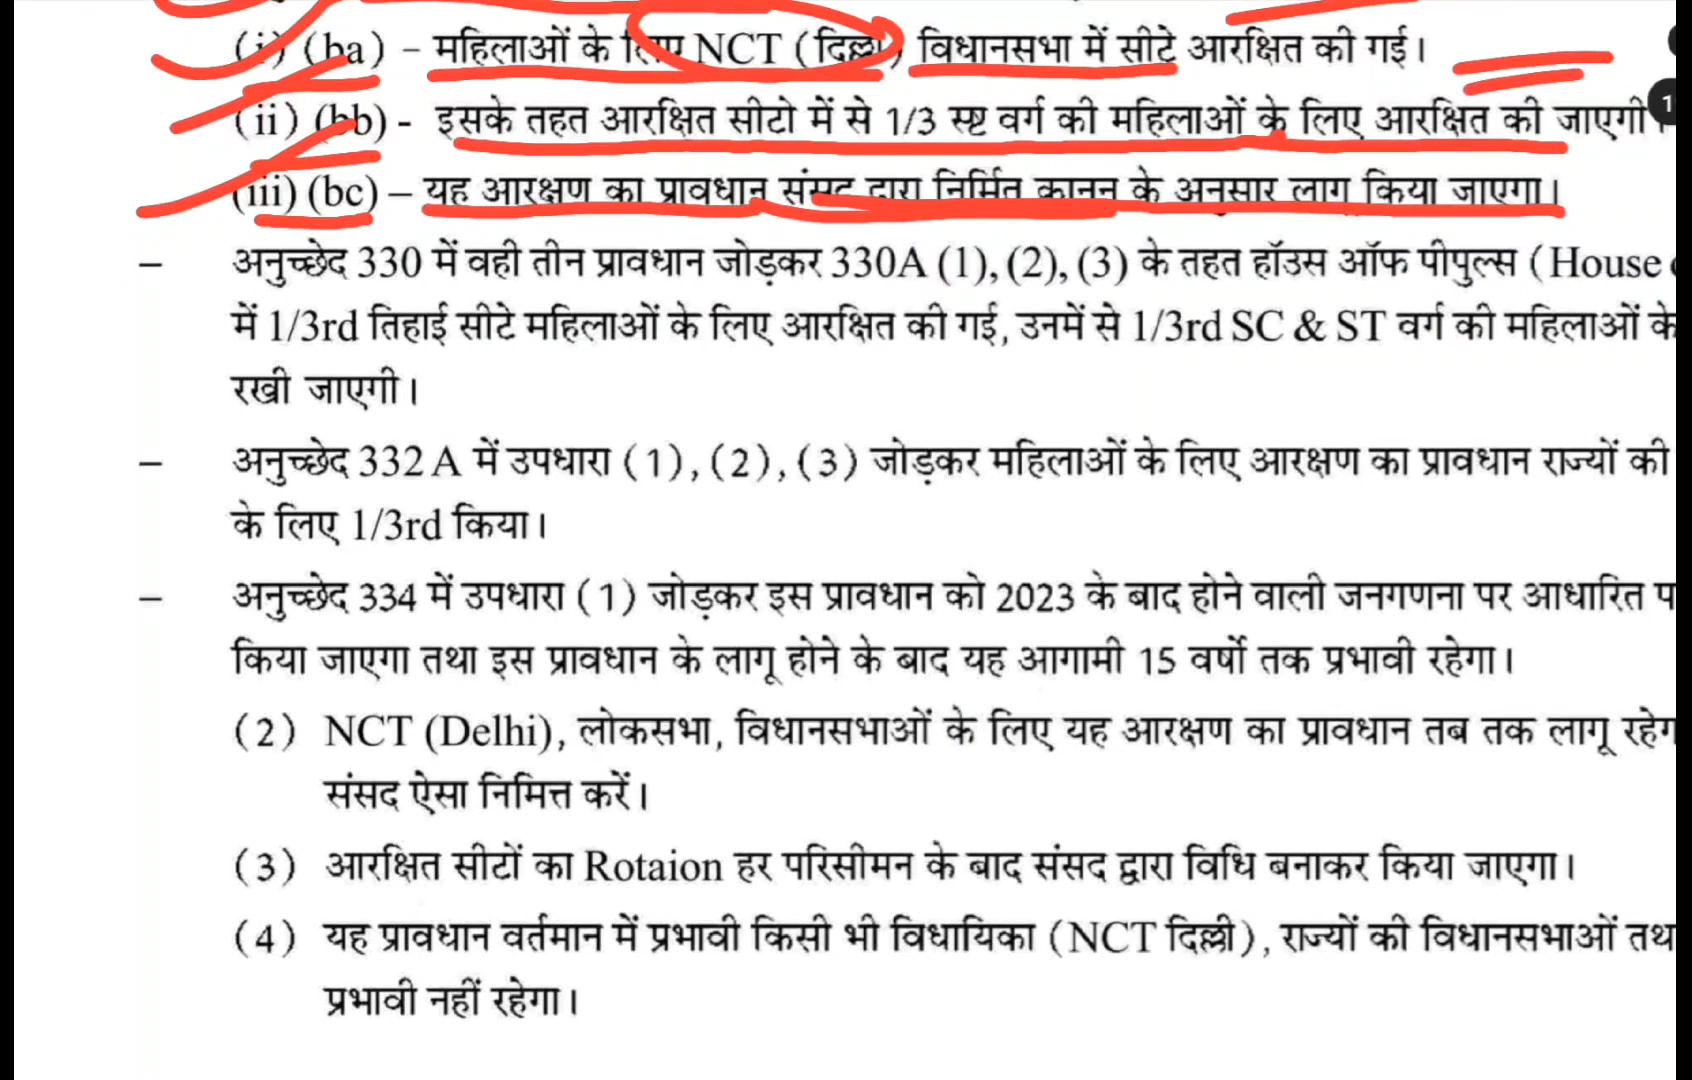 (i) (ba) – महिलाओं के लिए NCT (दिल्ली) विधानसभा में सीटे आरक्षित की गई।
(ii) (bb) - इसके तहत आरक्षित सीटो में से 1/3 स्ष्ट वर्ग की महिलाओं के लिए आरक्षित की जाएगी।
1
(iii) (bc) – यह आरक्षण का प्रावधान संसद द्वारा निर्मित कानून के अनुसार लागू किया जाएगा।
– अनुच्छेद 330 में वही तीन प्रावधान जोड़कर 330A (1), (2), (3) के तहत हॉउस ऑफ पीपुल्स (House
में 1/3rd तिहाई सीटे महिलाओं के लिए आरक्षित की गई, उनमें से 1/3rd SC & ST वर्ग की महिलाओं के
रखी जाएगी।
– अनुच्छेद 332A में उपधारा (1), (2), (3) जोड़कर महिलाओं के लिए आरक्षण का प्रावधान राज्यों की
के लिए 1/3rd किया।
– अनुच्छेद 334 में उपधारा (1) जोड़कर इस प्रावधान को 2023 के बाद होने वाली जनगणना पर आधारित प
किया जाएगा तथा इस प्रावधान के लागू होने के बाद यह आगामी 15 वर्षो तक प्रभावी रहेगा।
(2) NCT (Delhi), लोकसभा, विधानसभाओं के लिए यह आरक्षण का प्रावधान तब तक लागू रहेग
संसद ऐसा निमित्त करें।
(3) आरक्षित सीटों का Rotaion हर परिसीमन के बाद संसद द्वारा विधि बनाकर किया जाएगा।
(4) यह प्रावधान वर्तमान में प्रभावी किसी भी विधायिका (NCT दिल्ली), राज्यों की विधानसभाओं तथ
प्रभावी नहीं रहेगा।